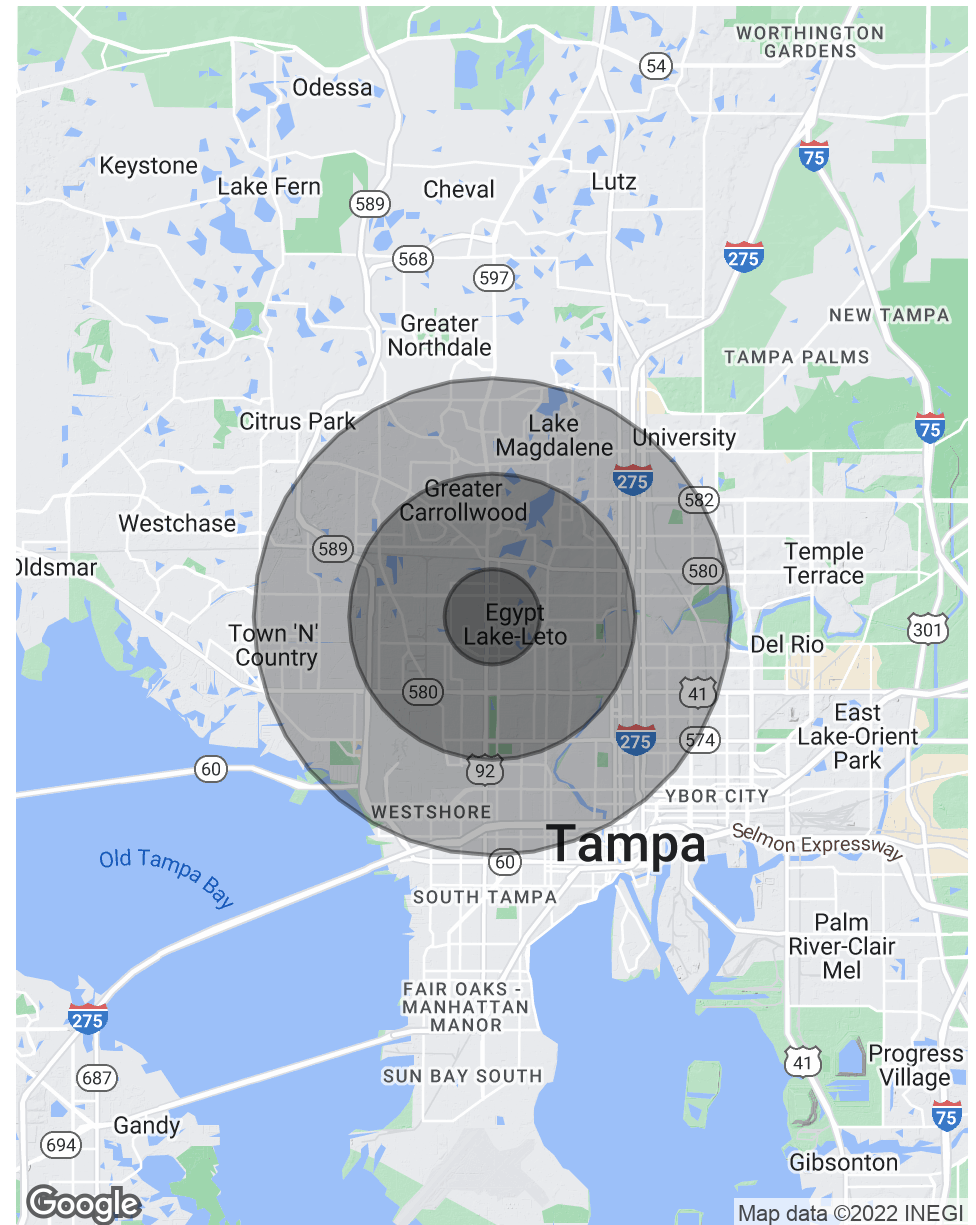 WORTHINGTON
GARDENS
54
Odessa
75
Keystone
Lake Fern
Cheval
Lutz
589
568
275
597
NEW TAMPA
Greater
Northdale
TAMPA PALMS
Citrus Park
Lake
Magdalene
University
75
275
Greater
Carrollwood
582
Westchase
589
Temple
Terrace
Oldsmar
580
Egypt
Lake-Leto
301
Town 'N'
Country
Del Rio
580
41
East
Lake-Orient
Park
275
574
60
92
YBOR CITY
WESTSHORE
Tampa
Selmon Expressway
Old Tampa Bay
60
SOUTH TAMPA
Palm
River-Clair
Mel
FAIR OAKS -
MANHATTAN
MANOR
275
41
Progress
Village
687
SUN BAY SOUTH
75
Gandy
694
Gibsonton
Google
Map data ©2022 INEGI